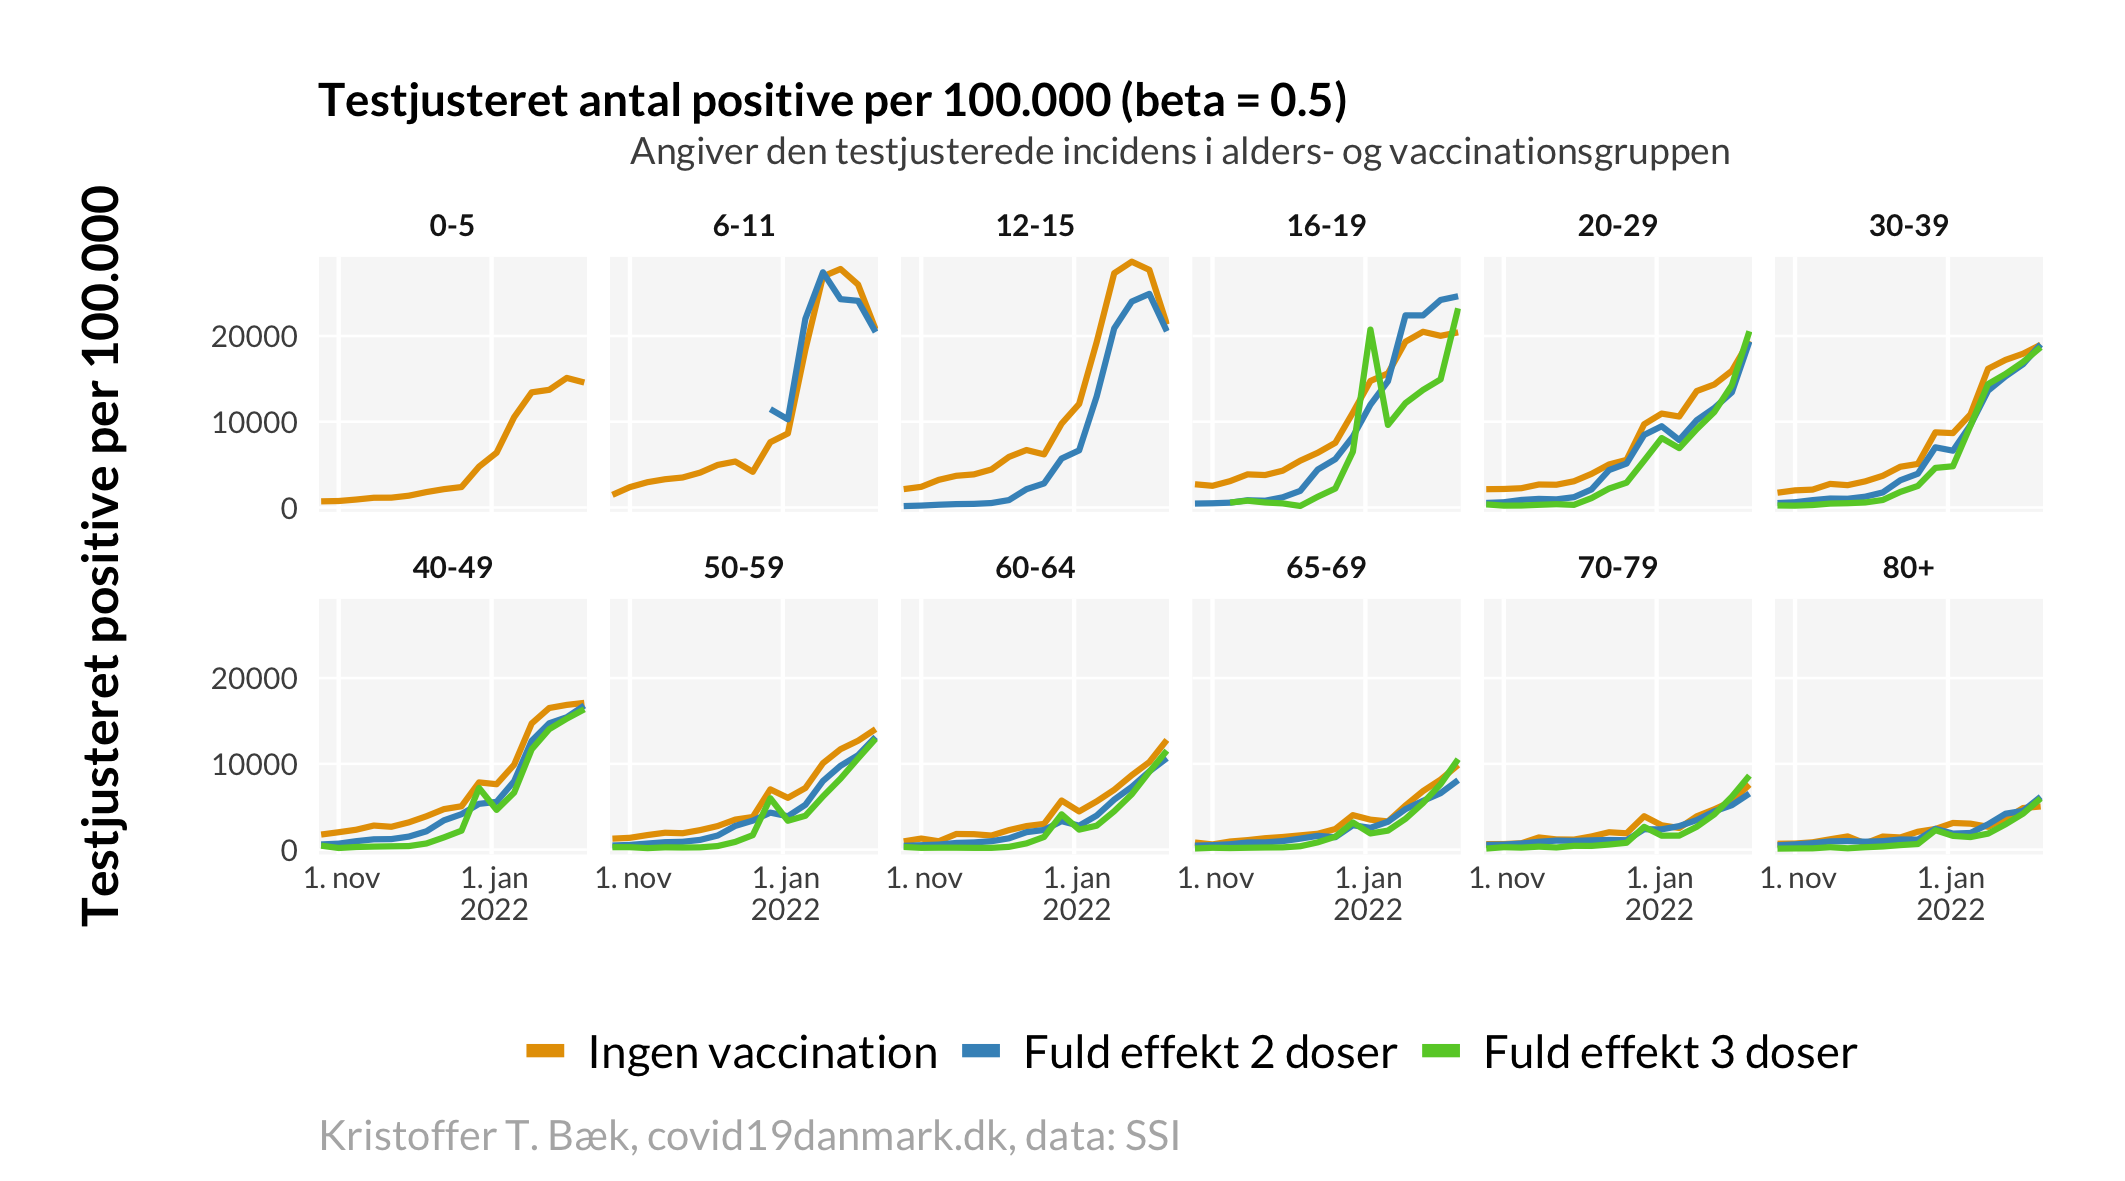 Testjusteret antal positive per 100.000 (beta = 0.5)
Angiver den testjusterede incidens i alders- og vaccinationsgruppen
Testjusteret positive per 100.000
0-5 6-11 12-15 16-19 20-29 30-39
20000
10000
0
40-49 50-59 60-64 65-69 70-79 80+
20000
10000
0
1. nov 1. jan 1. nov 1. jan 1. nov 1. jan 1. nov 1. jan 1. nov 1. jan 1. nov 1. jan
2022 2022 2022 2022 2022 2022
Ingen vaccination Fuld effekt 2 doser Fuld effekt 3 doser
Kristoffer T. Bæk, covid19danmark.dk, data: SSI